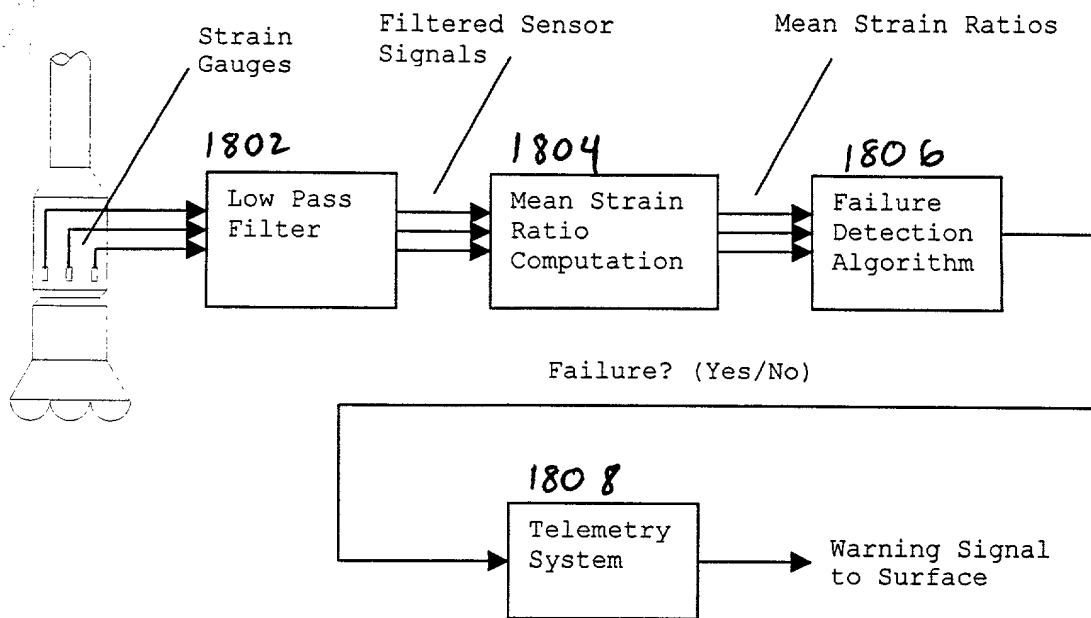 Strain
Gauges
Filtered Sensor
Signals
Mean Strain Ratios
1802
Low Pass
Filter
1804
Mean Strain
Ratio
Computation
1806
Failure
Detection
Algorithm
Failure? (Yes/No)
1808
Telemetry
System
Warning Signal
to Surface